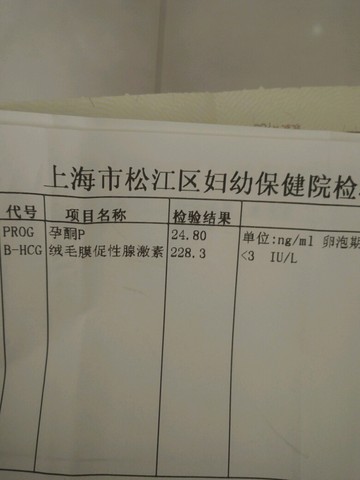 上海市松江区妇幼保健院检
代号 项目名称 检验结果
PROG 孕酮P 24.80 单位:ng/ml 卵泡期
B-HCG 绒毛膜促性腺激素 228.3 <3 IU/L